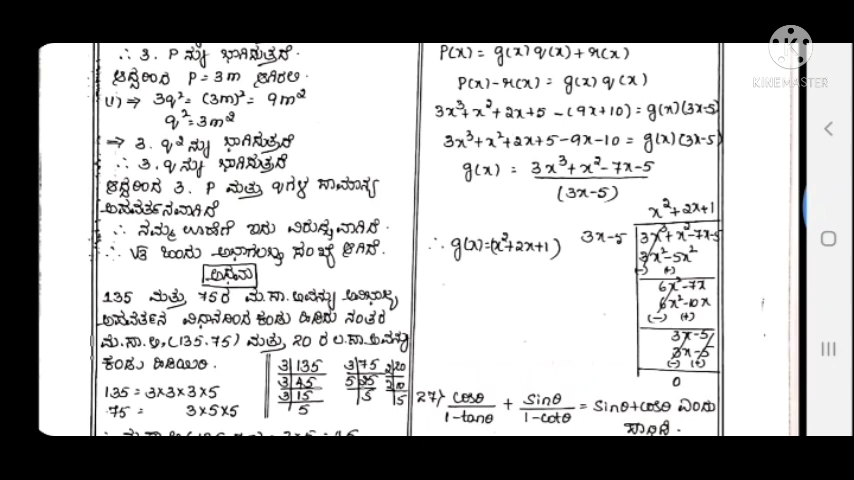 ∴ 3. P ನ್ನು ಭಾಗಿಸುತ್ತದೆ
ಆದ್ದರಿಂದ P = 3m ಆಗಿರಲಿ.
(1) ⇒ 3q² = (3m)² = 9m²
q² = 3m²
⇒ 3. q² ನ್ನು ಭಾಗಿಸುತ್ತದೆ
∴ 3. q ನ್ನು ಭಾಗಿಸುತ್ತದೆ
ಆದ್ದರಿಂದ 3. P ಮತ್ತು qಗಳ ಸಾಮಾನ್ಯ
ಅಪವರ್ತನವಾಗಿದೆ
∴ ನಮ್ಮ ಊಹೆಗೆ ಇದು ವಿರುದ್ಧವಾಗಿದೆ.
∴ √3 ಒಂದು ಅಭಾಗಲಬ್ಧ ಸಂಖ್ಯೆ ಆಗಿದೆ.
ಅಥವಾ
135 ಮತ್ತು 75 ರ ಮ.ಸಾ.ಅ ವನ್ನು ಅವಿಭಾಜ್ಯ
ಅಪವರ್ತನ ವಿಧಾನದಿಂದ ಕಂಡು ಹಿಡಿದು ನಂತರ
ಮ.ಸಾ.ಅ, (135.75) ಮತ್ತು 20 ರ ಲ.ಸಾ.ಅ ವನ್ನು
ಕಂಡು ಹಿಡಿಯಿರಿ.
3 135 3 75 2 20
3 45 5 25 2 10
3 15 5 5
5
135 = 3×3×3×5
75 = 3×5×5
P(x) = g(x) q(x) + r(x)
P(x) - r(x) = g(x) q(x)
3x³ + x² + 2x + 5 - (9x + 10) = g(x) (3x-5)
3x³ + x² + 2x + 5 - 9x - 10 = g(x) (3x-5)
g(x) = 3x³ + x² - 7x - 5
(3x-5)
∴ g(x) = (x² + 2x + 1)
x² + 2x + 1
3x-5 3x³ + x² - 7x - 5
3x³ - 5x²
(-) (+)
6x² - 7x
6x² - 10x
(-) (+)
3x - 5
3x - 5
(-) (+)
0
27) cosθ/1-tanθ + sinθ/1-cotθ = sinθ + cosθ ಎಂದು
ಸಾಧಿಸಿ.
KINEMASTER